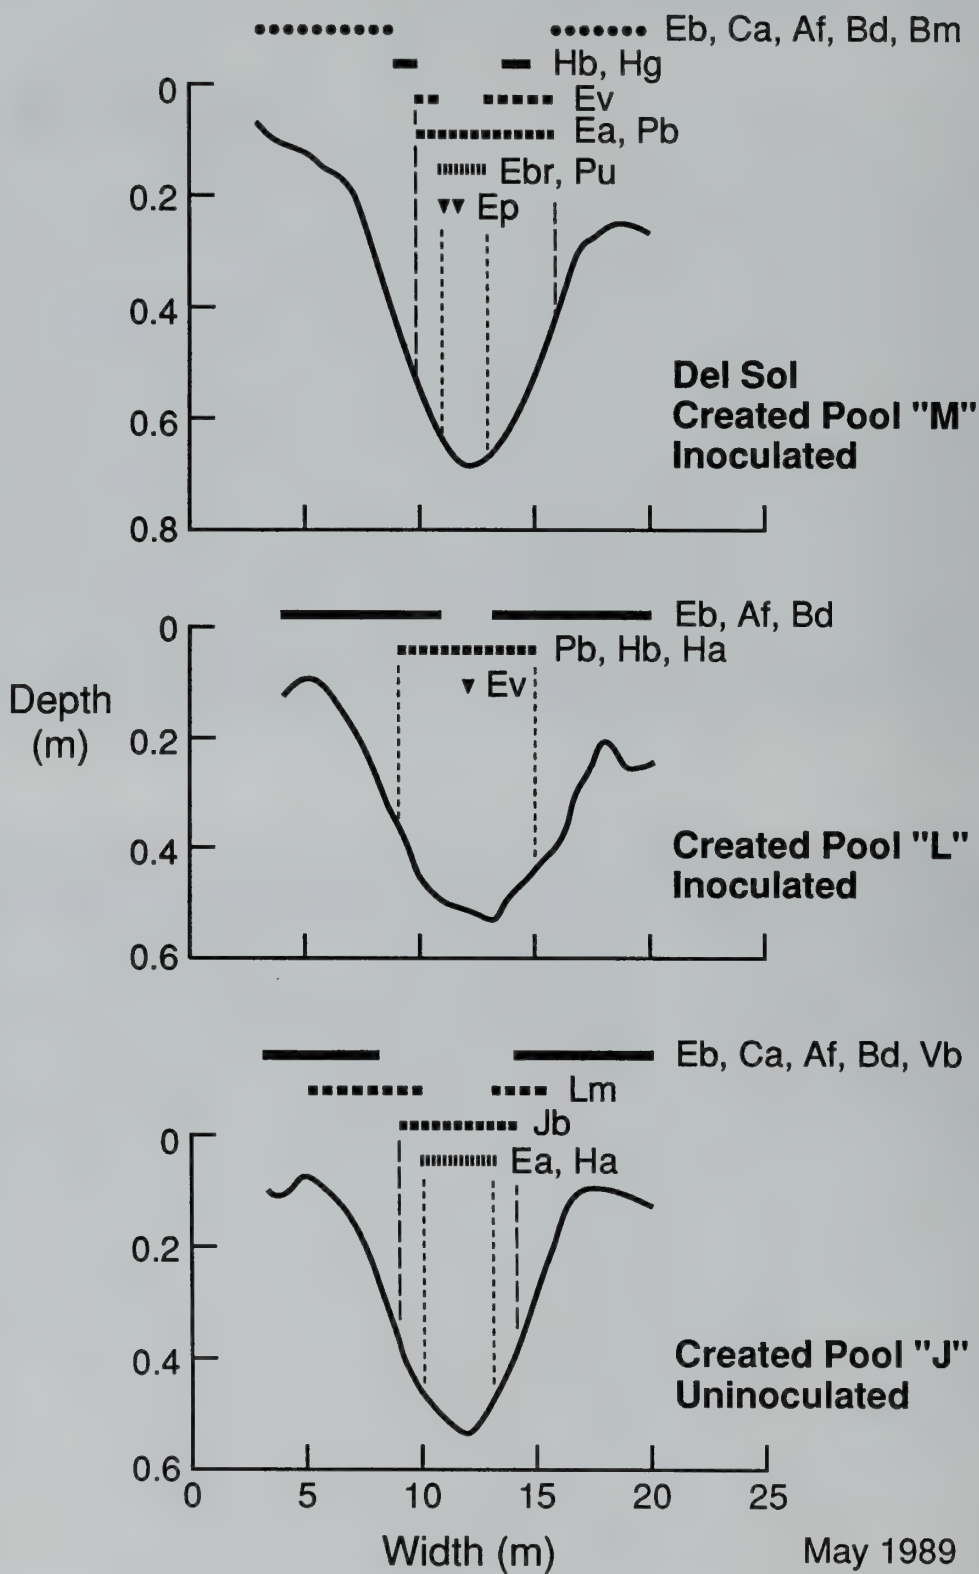 Eb, Ca, Af, Bd, Bm
Hb, Hg
0
Ev
Ea, Pb
Ebr, Pu
0.2
Ep
0.4
Del Sol
Created Pool "M"
Inoculated
0.6
0.8
Eb, Af, Bd
0
Pb, Hb, Ha
Ev
Depth
(m)
0.2
0.4
Created Pool "L"
Inoculated
0.6
Eb, Ca, Af, Bd, Vb
Lm
0
Jb
Ea, Ha
0.2
0.4
Created Pool "J"
Uninoculated
0.6
0 5 10 15 20 25
Width (m)
May 1989